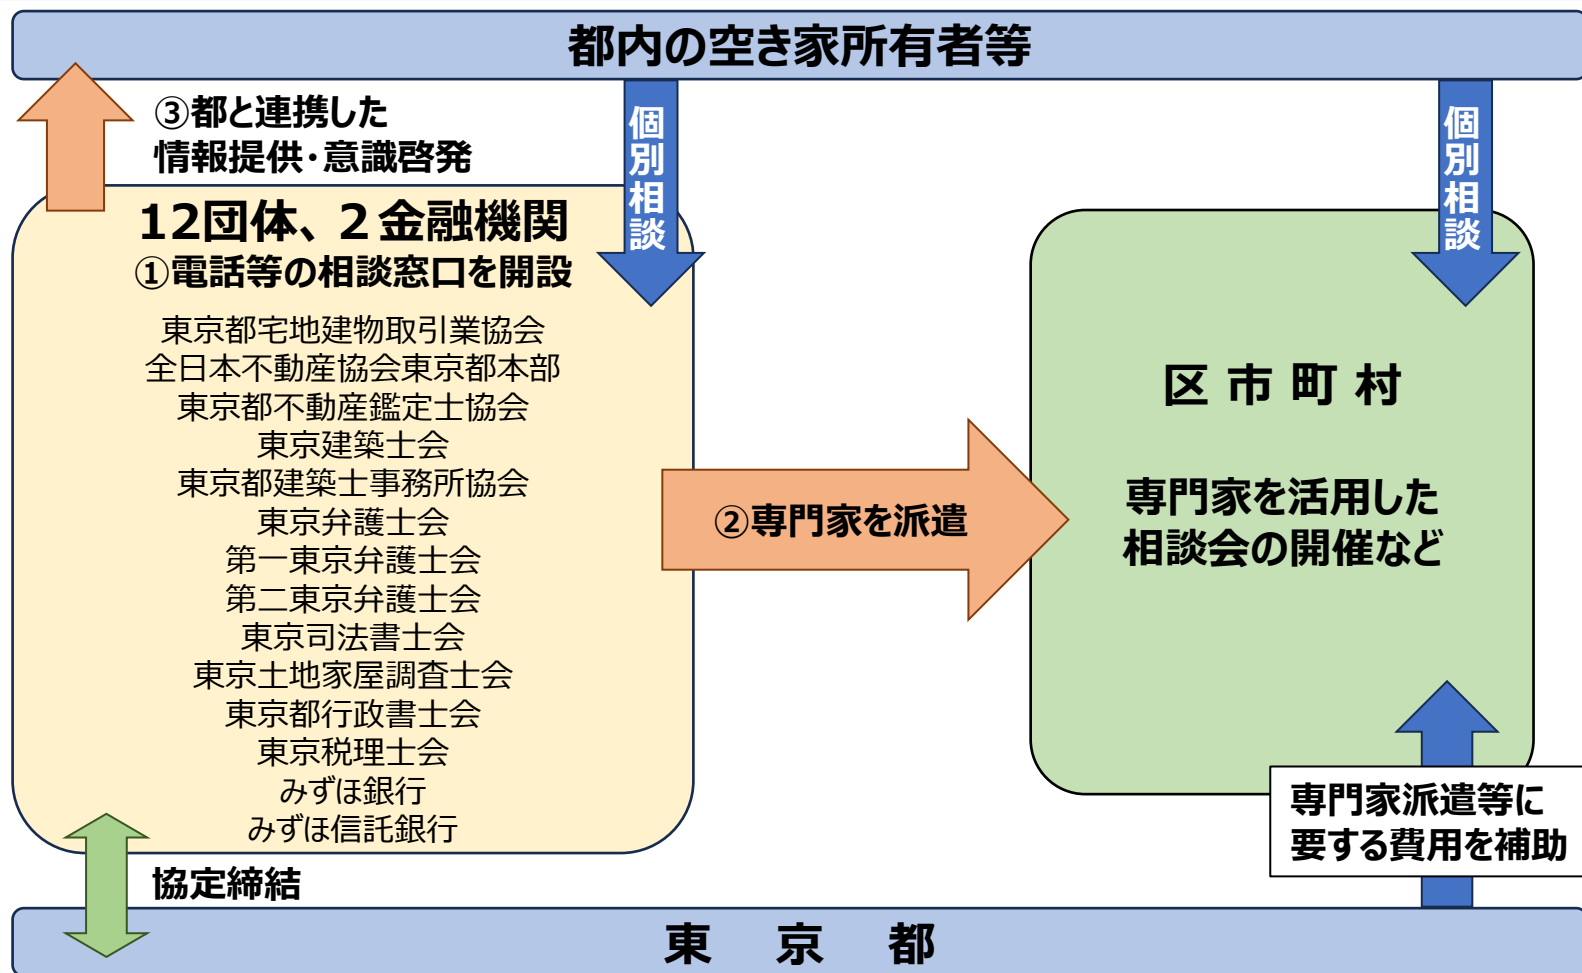 都内の空き家所有者等
③都と連携した
情報提供・意識啓発
個別相談
個別相談
12団体、２金融機関
①電話等の相談窓口を開設
東京都宅地建物取引業協会
全日本不動産協会東京都本部
東京都不動産鑑定士協会
東京建築士会
東京都建築士事務所協会
東京弁護士会
第一東京弁護士会
第二東京弁護士会
東京司法書士会
東京土地家屋調査士会
東京都行政書士会
東京税理士会
みずほ銀行
みずほ信託銀行
②専門家を派遣
区 市 町 村
専門家を活用した
相談会の開催など
専門家派遣等に
要する費用を補助
協定締結
東　京　都